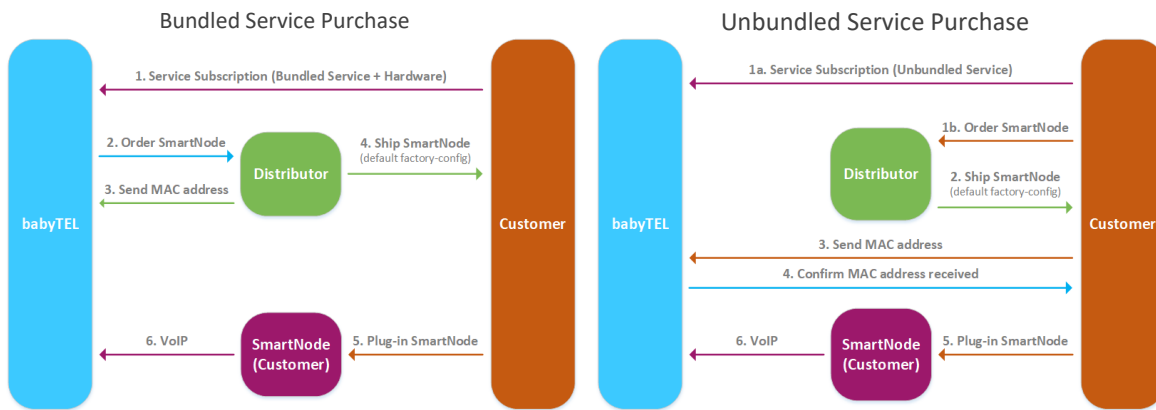 Bundled Service Purchase
1. Service Subscription (Bundled Service + Hardware)
2. Order SmartNode
4. Ship SmartNode
(default factory-config)
Distributor
3. Send MAC address
babyTEL
Customer
6. VoIP
SmartNode
(Customer)
5. Plug-in SmartNode
Unbundled Service Purchase
1a. Service Subscription (Unbundled Service)
1b. Order SmartNode
Distributor
2. Ship SmartNode
(default factory-config)
babyTEL
Customer
3. Send MAC address
4. Confirm MAC address received
6. VoIP
SmartNode
(Customer)
5. Plug-in SmartNode